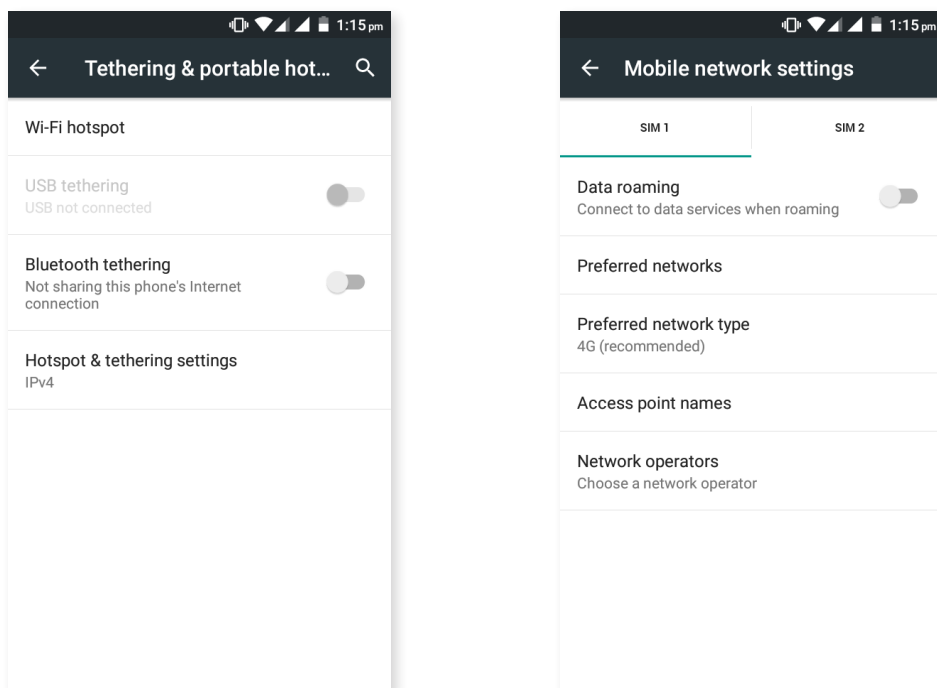 1:15 pm
Tethering & portable hot...
Wi-Fi hotspot
USB tethering
USB not connected
Bluetooth tethering
Not sharing this phone's Internet
connection
Hotspot & tethering settings
IPv4
1:15 pm
Mobile network settings
SIM 1
SIM 2
Data roaming
Connect to data services when roaming
Preferred networks
Preferred network type
4G (recommended)
Access point names
Network operators
Choose a network operator